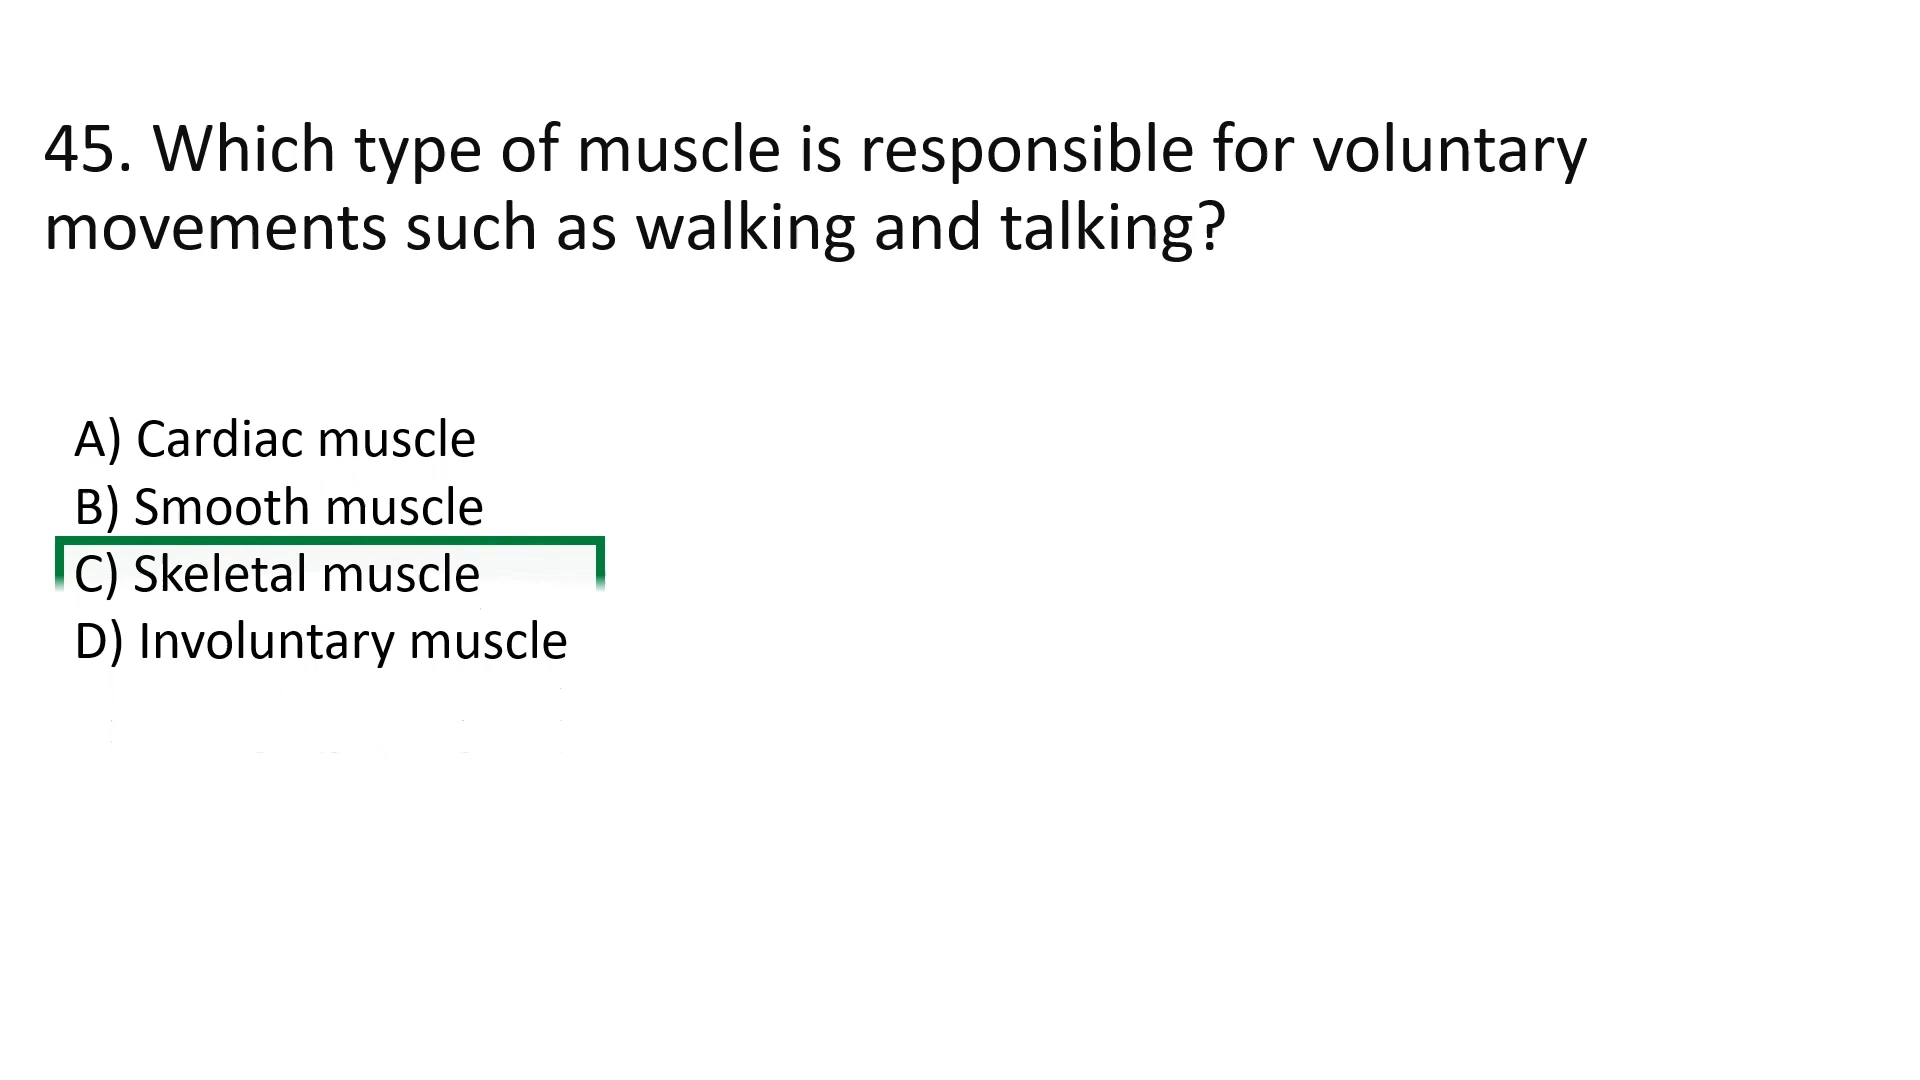 45. Which type of muscle is responsible for voluntary
movements such as walking and talking?
A) Cardiac muscle
B) Smooth muscle
C) Skeletal muscle
D) Involuntary muscle